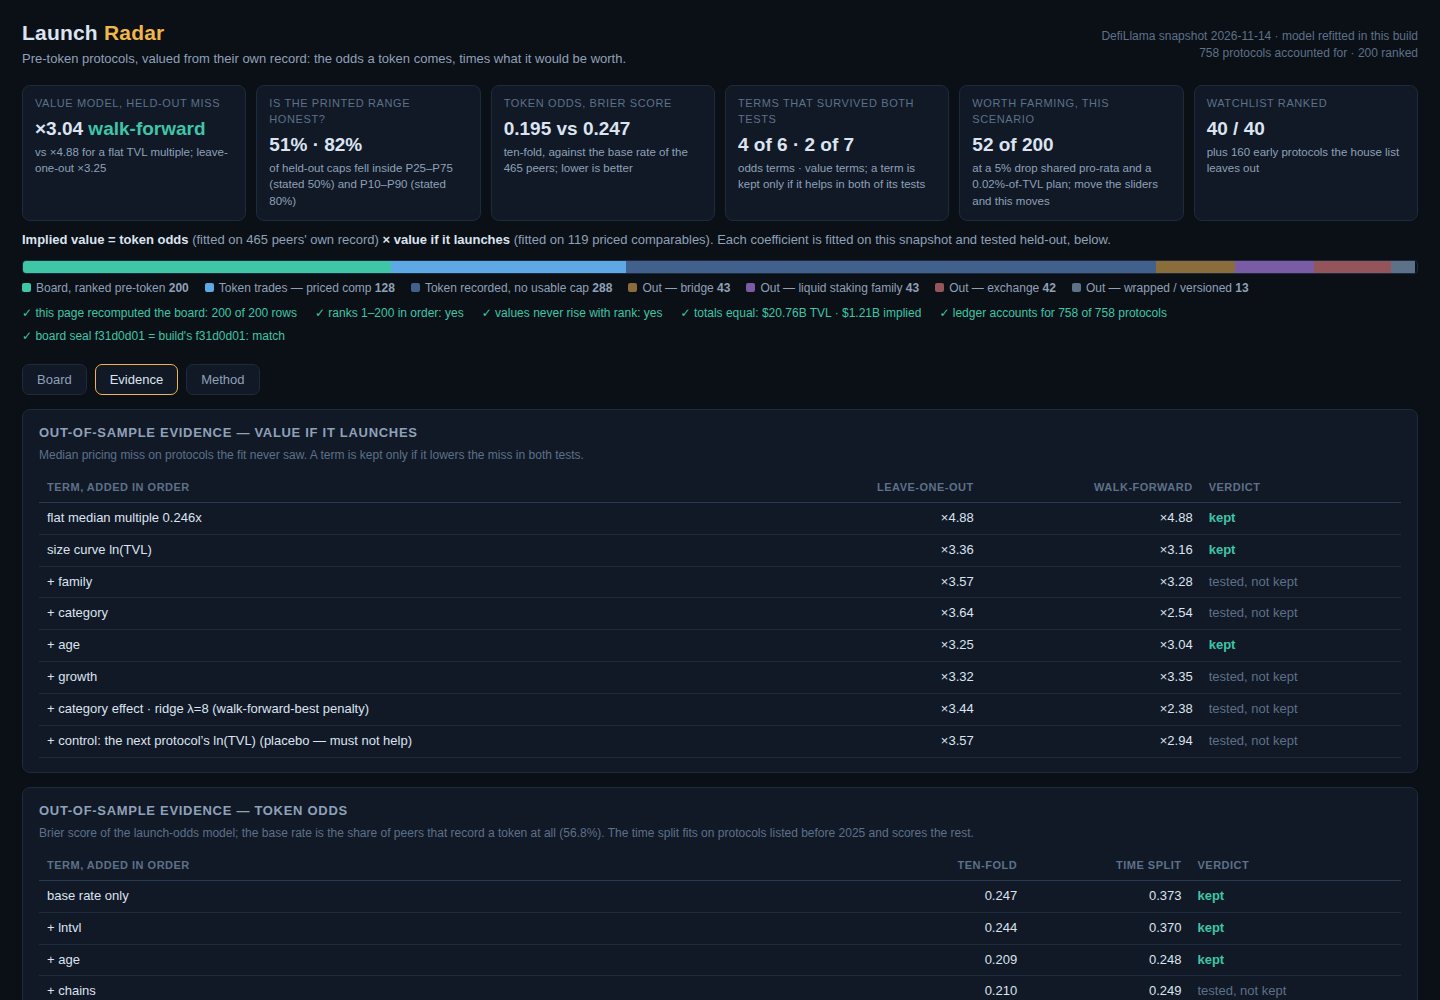 Launch Radar
Pre-token protocols, valued from their own record: the odds a token comes, times what it would be worth.
DefiLlama snapshot 2026-11-14 · model refitted in this build
758 protocols accounted for · 200 ranked
VALUE MODEL, HELD-OUT MISS
×3.04 walk-forward
vs ×4.88 for a flat TVL multiple; leave-
one-out ×3.25
IS THE PRINTED RANGE
HONEST?
51% · 82%
of held-out caps fell inside P25–P75
(stated 50%) and P10–P90 (stated
80%)
TOKEN ODDS, BRIER SCORE
0.195 vs 0.247
ten-fold, against the base rate of the
465 peers; lower is better
TERMS THAT SURVIVED BOTH
TESTS
4 of 6 · 2 of 7
odds terms · value terms; a term is
kept only if it helps in both of its tests
WORTH FARMING, THIS
SCENARIO
52 of 200
at a 5% drop shared pro-rata and a
0.02%-of-TVL plan; move the sliders
and this moves
WATCHLIST RANKED
40 / 40
plus 160 early protocols the house list
leaves out
Implied value = token odds (fitted on 465 peers' own record) × value if it launches (fitted on 119 priced comparables). Each coefficient is fitted on this snapshot and tested held-out, below.
Board, ranked pre-token 200 Token trades — priced comp 128 Token recorded, no usable cap 288 Out — bridge 43 Out — liquid staking family 43 Out — exchange 42 Out — wrapped / versioned 13
✓ this page recomputed the board: 200 of 200 rows ✓ ranks 1–200 in order: yes ✓ values never rise with rank: yes ✓ totals equal: $20.76B TVL · $1.21B implied ✓ ledger accounts for 758 of 758 protocols
✓ board seal f31d0d01 = build's f31d0d01: match
Board Evidence Method
OUT-OF-SAMPLE EVIDENCE — VALUE IF IT LAUNCHES
Median pricing miss on protocols the fit never saw. A term is kept only if it lowers the miss in both tests.
TERM, ADDED IN ORDER LEAVE-ONE-OUT WALK-FORWARD VERDICT
flat median multiple 0.246x ×4.88 ×4.88 kept
size curve ln(TVL) ×3.36 ×3.16 kept
+ family ×3.57 ×3.28 tested, not kept
+ category ×3.64 ×2.54 tested, not kept
+ age ×3.25 ×3.04 kept
+ growth ×3.32 ×3.35 tested, not kept
+ category effect · ridge λ=8 (walk-forward-best penalty) ×3.44 ×2.38 tested, not kept
+ control: the next protocol's ln(TVL) (placebo — must not help) ×3.57 ×2.94 tested, not kept
OUT-OF-SAMPLE EVIDENCE — TOKEN ODDS
Brier score of the launch-odds model; the base rate is the share of peers that record a token at all (56.8%). The time split fits on protocols listed before 2025 and scores the rest.
TERM, ADDED IN ORDER TEN-FOLD TIME SPLIT VERDICT
base rate only 0.247 0.373 kept
+ lntvl 0.244 0.370 kept
+ age 0.209 0.248 kept
+ chains 0.210 0.249 tested, not kept